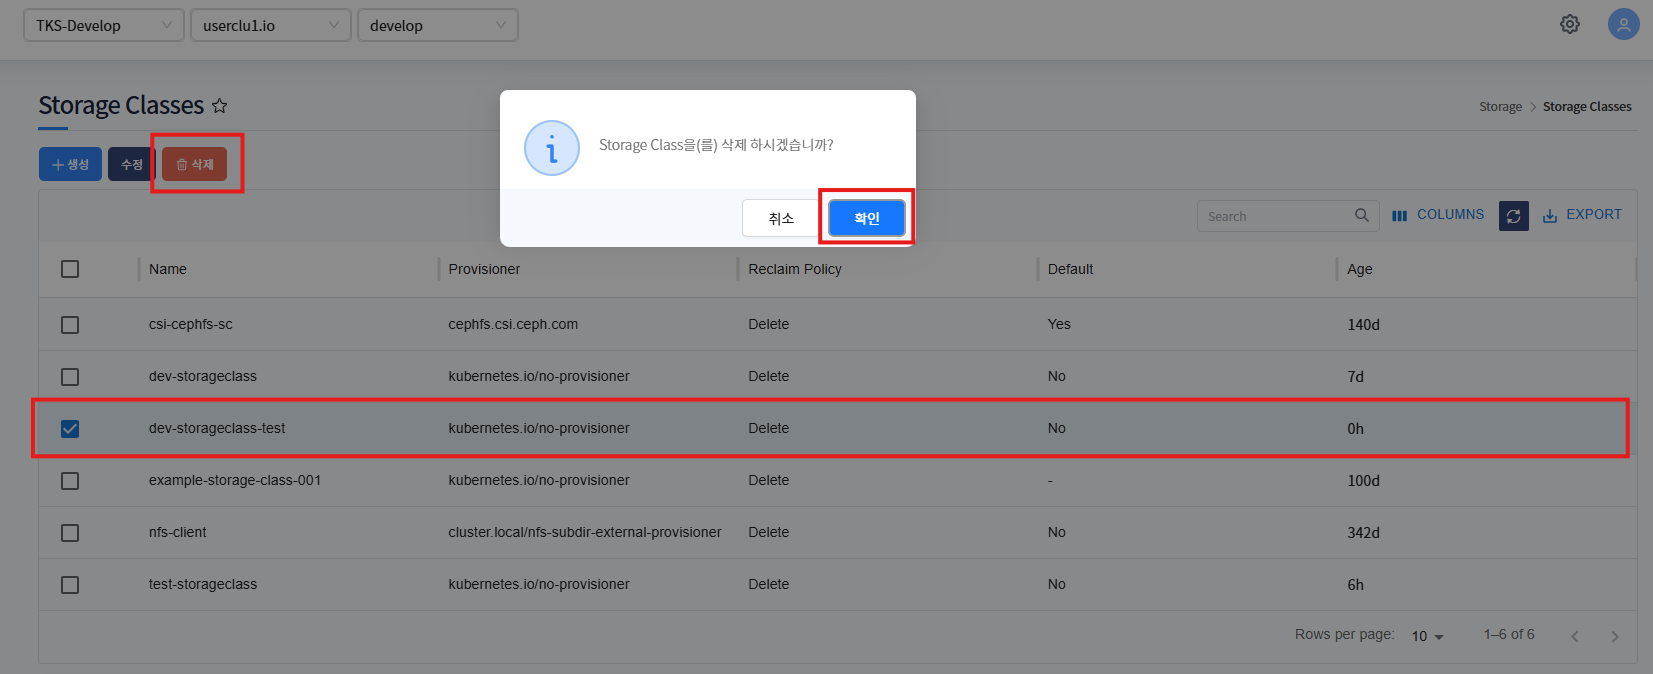 TKS-Develop userclu1.io develop
Storage Classes
Storage > Storage Classes
+ 생성 수정 삭제
Storage Class을(를) 삭제 하시겠습니까?
취소 확인
Search COLUMNS EXPORT
Name Provisioner Reclaim Policy Default Age
csi-cephfs-sc cephfs.csi.ceph.com Delete Yes 140d
dev-storageclass kubernetes.io/no-provisioner Delete No 7d
dev-storageclass-test kubernetes.io/no-provisioner Delete No 0h
example-storage-class-001 kubernetes.io/no-provisioner Delete - 100d
nfs-client cluster.local/nfs-subdir-external-provisioner Delete No 342d
test-storageclass kubernetes.io/no-provisioner Delete No 6h
Rows per page: 10 1–6 of 6